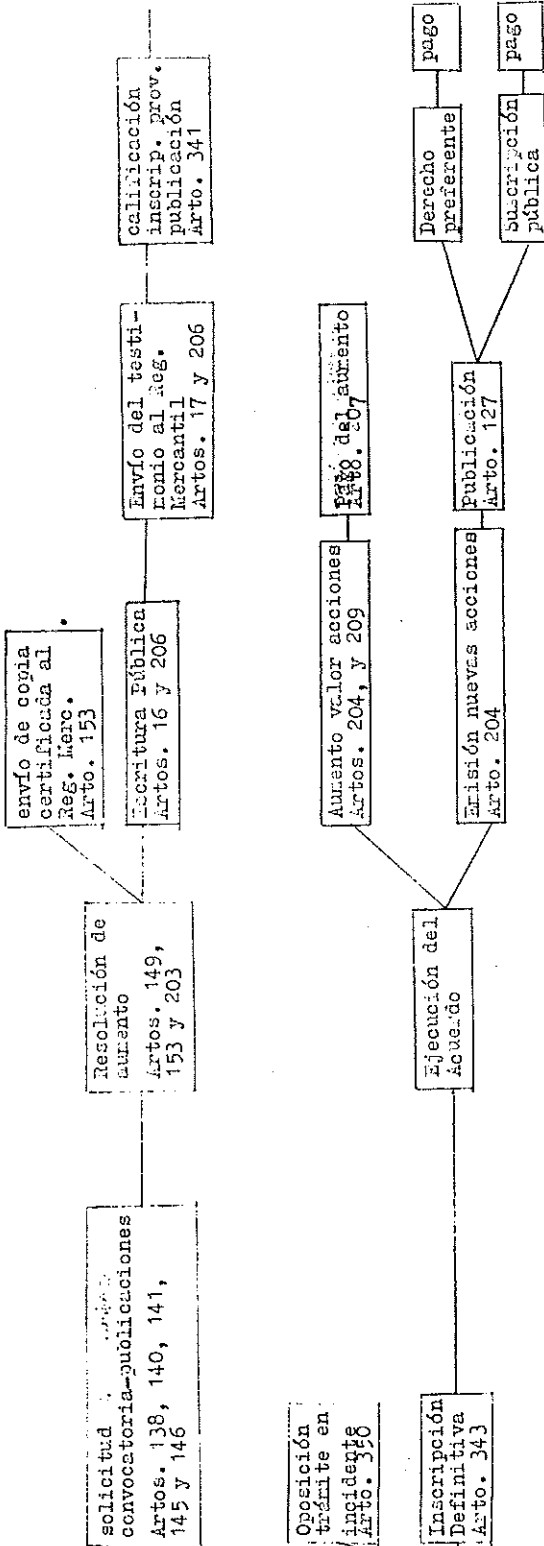 solicitud
convocatoria-publicaciones
Artos. 138, 140, 141,
145 y 146
Resolución de
aumento
Artos. 149,
153 y 203
envío de copia
certificada al
Reg. Merc.
Arto. 153
Escritura Pública
Artos. 16 y 206
Envío del testi-
monio al Reg.
Mercantil
Artos. 17 y 206
calificación
inscrip. prov.
publicación
Arto. 341
Oposición
trámite en
incidente
Arto. 350
Inscripción
Definitiva
Arto. 343
Ejecución del
Acuerdo
Aumento valor acciones
Artos. 204, y 209
Pago del aumento
Arto. 207
Emisión nuevas acciones
Arto. 204
Publicación
Arto. 127
Derecho
preferente
pago
Suscripción
pública
pago